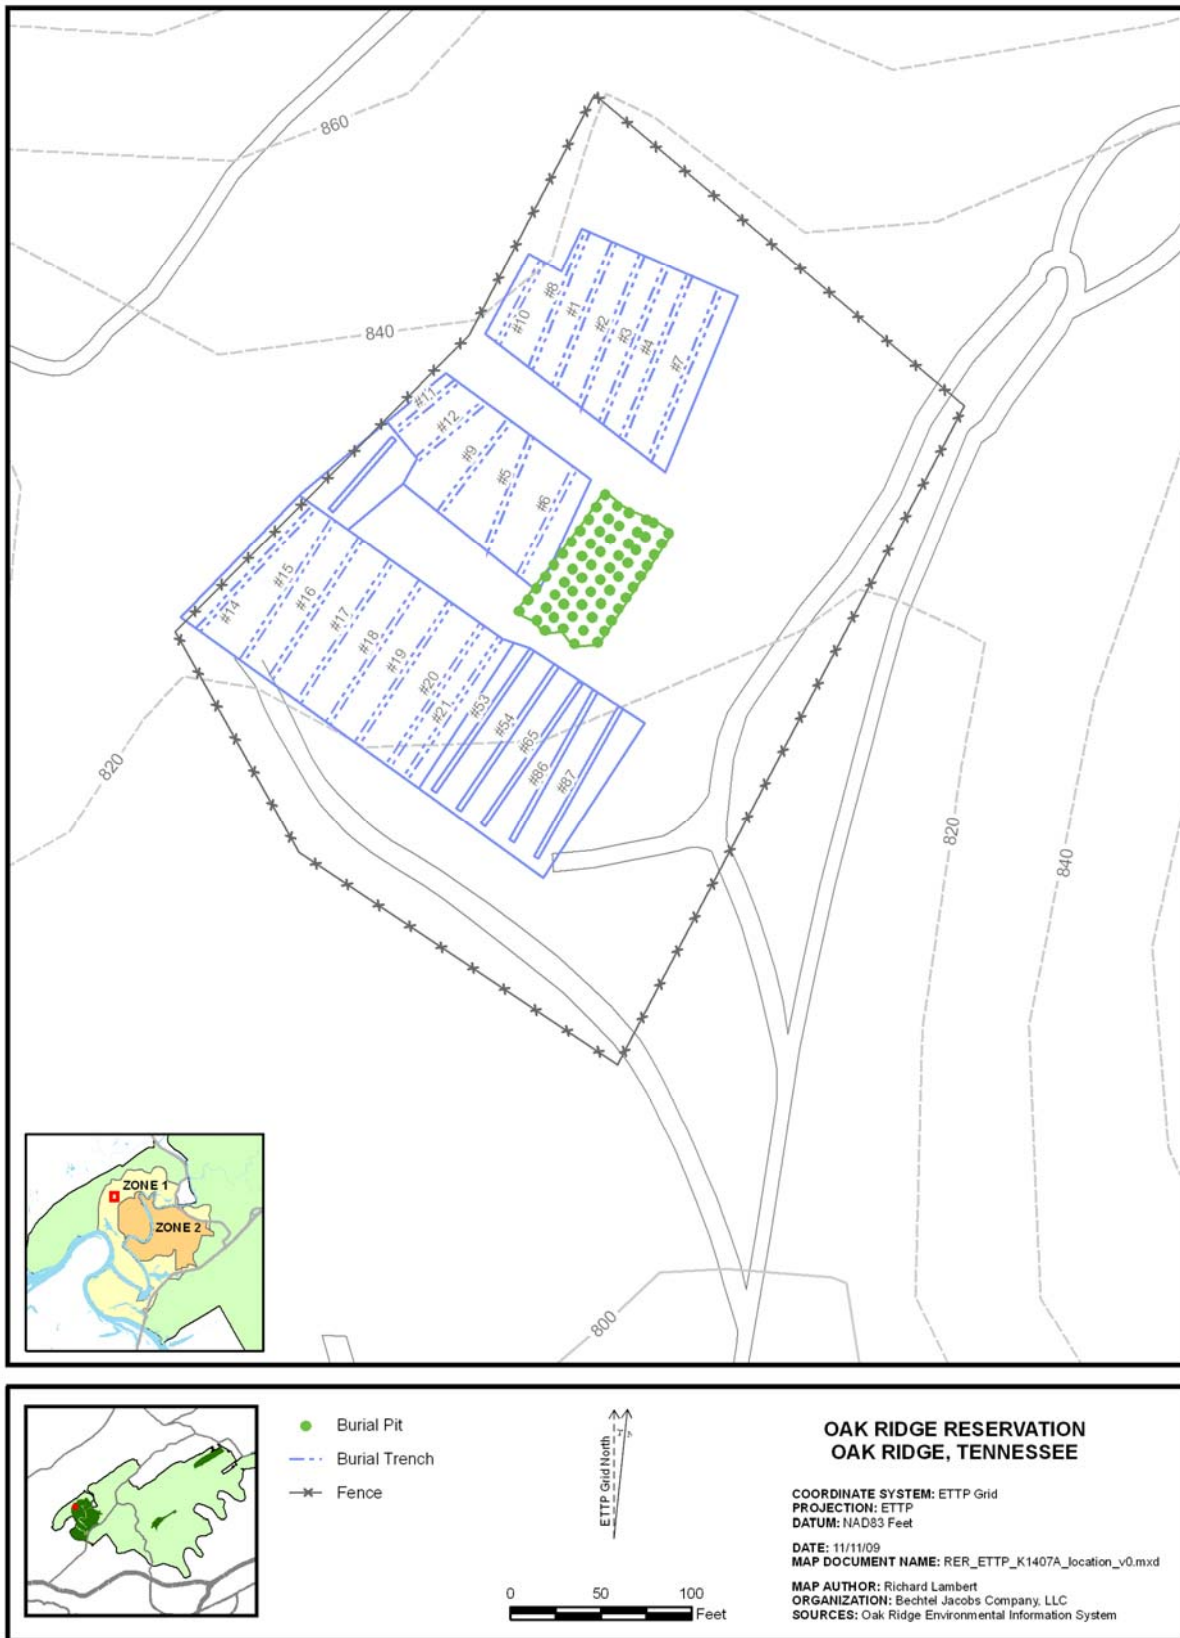 860
840
#10
#8
#1
#2
#3
#4
#7
#11
#12
#9
#5
#6
#14
#15
#16
#17
#18
#19
#20
#21
#53
#54
#65
#86
#87
820
820
840
800
ZONE 1
ZONE 2
Burial Pit
Burial Trench
Fence
ETTP Grid North
0 50 100
Feet
OAK RIDGE RESERVATION
OAK RIDGE, TENNESSEE
COORDINATE SYSTEM: ETTP Grid
PROJECTION: ETTP
DATUM: NAD83 Feet
DATE: 11/11/09
MAP DOCUMENT NAME: RER_ETTP_K1407A_location_v0.mxd
MAP AUTHOR: Richard Lambert
ORGANIZATION: Bechtel Jacobs Company, LLC
SOURCES: Oak Ridge Environmental Information System